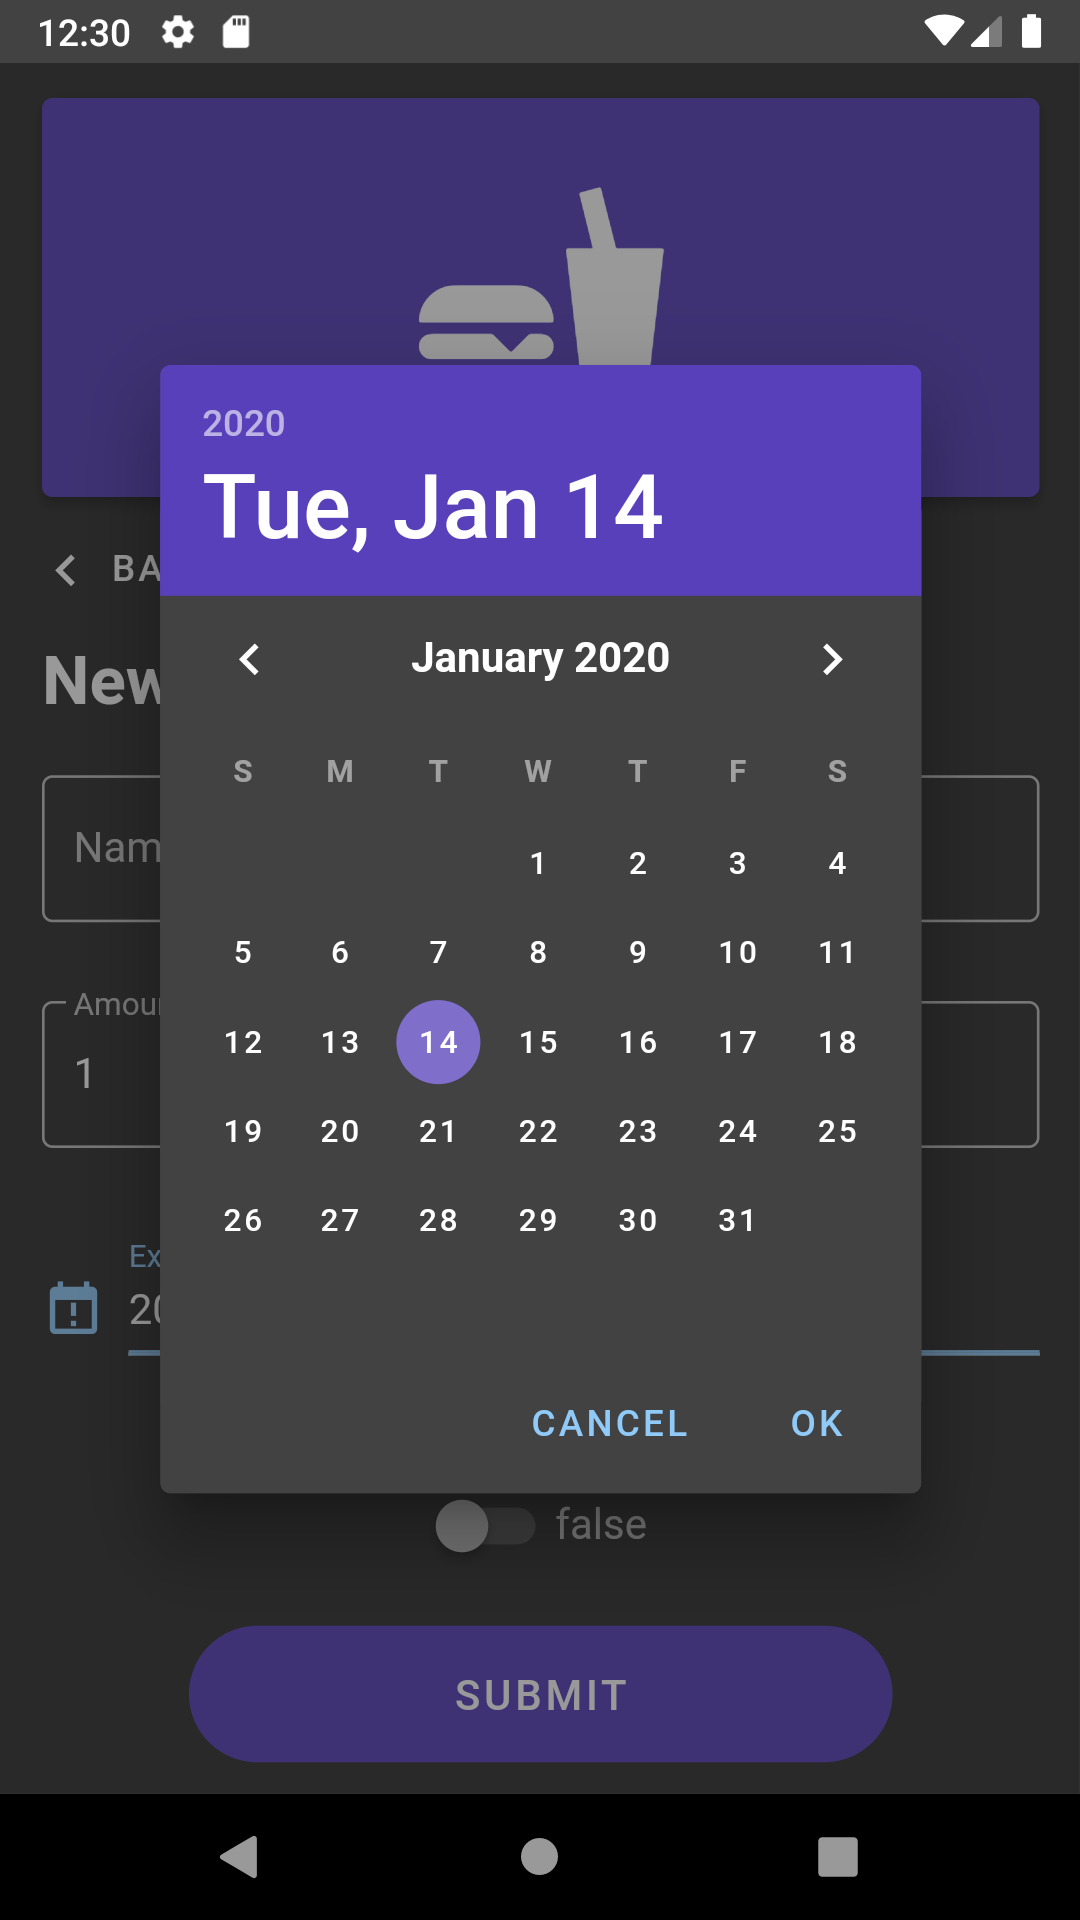 12:30
2020
Tue, Jan 14
BA
New
January 2020
S M T W T F S
Nam
1 2 3 4
5 6 7 8 9 10 11
Amou
12 13 14 15 16 17 18
1
19 20 21 22 23 24 25
26 27 28 29 30 31
Ex
20
CANCEL OK
false
SUBMIT